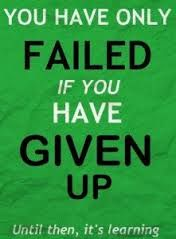 YOU HAVE ONLY
FAILED
IF YOU
HAVE
GIVEN
UP
Until then, it's learning